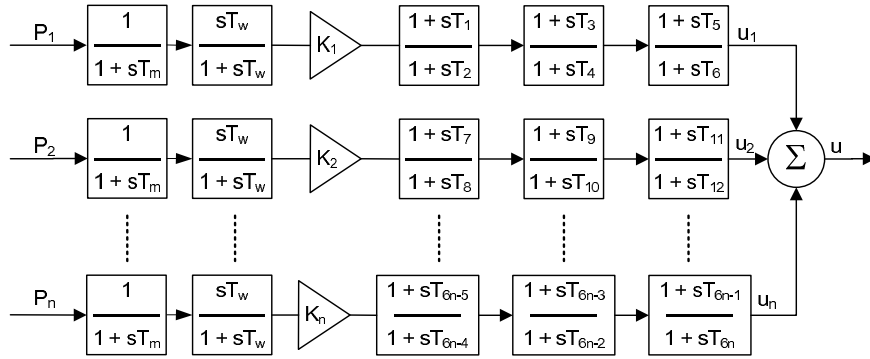 P1 1 sTw K1 1 + sT1 1 + sT3 1 + sT5 u1
1 + sTm 1 + sTw 1 + sT2 1 + sT4 1 + sT6
P2 1 sTw K2 1 + sT7 1 + sT9 1 + sT11 u2 Σ u
1 + sTm 1 + sTw 1 + sT8 1 + sT10 1 + sT12
Pn 1 sTw Kn 1 + sT6n-5 1 + sT6n-3 1 + sT6n-1 un
1 + sTm 1 + sTw 1 + sT6n-4 1 + sT6n-2 1 + sT6n